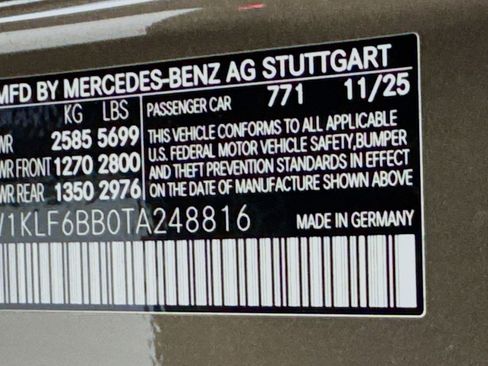 MFD BY MERCEDES-BENZ AG STUTTGART
KG LBS PASSENGER CAR 771 11/25
WR 2585 5699
WR FRONT 1270 2800
WR REAR 1350 2976
THIS VEHICLE CONFORMS TO ALL APPLICABLE
U.S. FEDERAL MOTOR VEHICLE SAFETY, BUMPER
AND THEFT PREVENTION STANDARDS IN EFFECT
ON THE DATE OF MANUFACTURE SHOWN ABOVE
W1KLF6BB0TA248816
MADE IN GERMANY